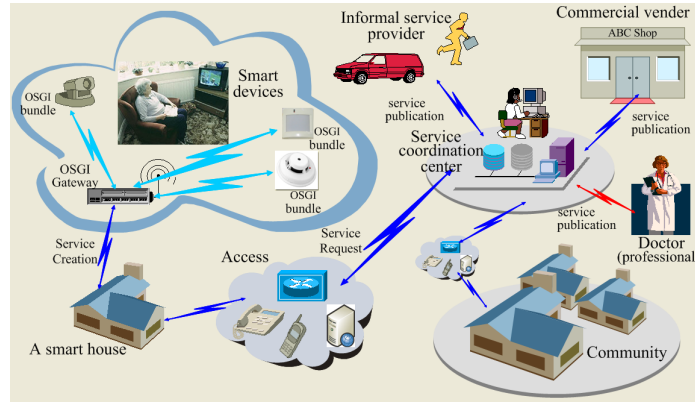 Informal service
provider
Commercial vender
ABC Shop
Smart
devices
OSGI
bundle
OSGI
bundle
OSGI
bundle
OSGI
Gateway
service
publication
service
publication
Service
coordination
center
service
publication
Doctor
(professional
Service
Creation
Service
Request
Access
A smart house
Community